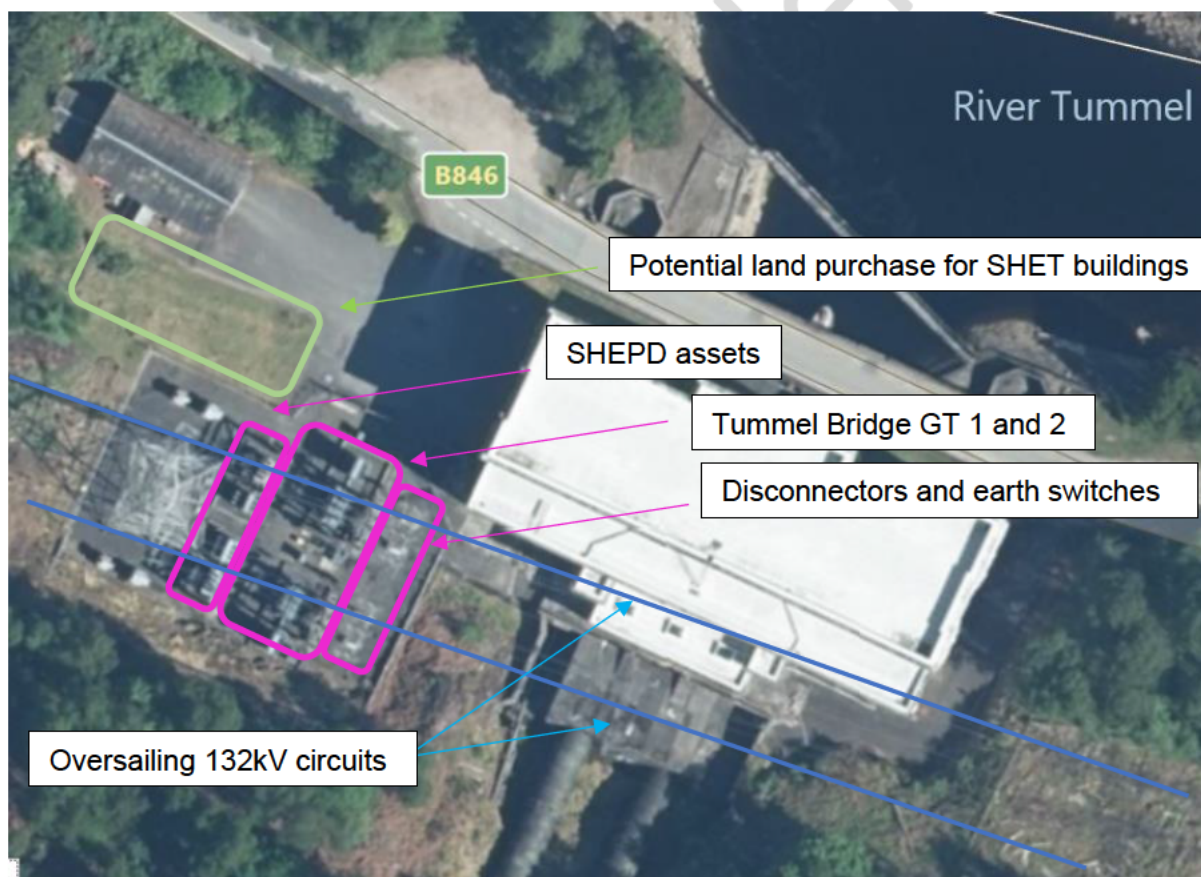 River Tummel
B846
Potential land purchase for SHET buildings
SHEPD assets
Tummel Bridge GT 1 and 2
Disconnectors and earth switches
Oversailing 132kV circuits